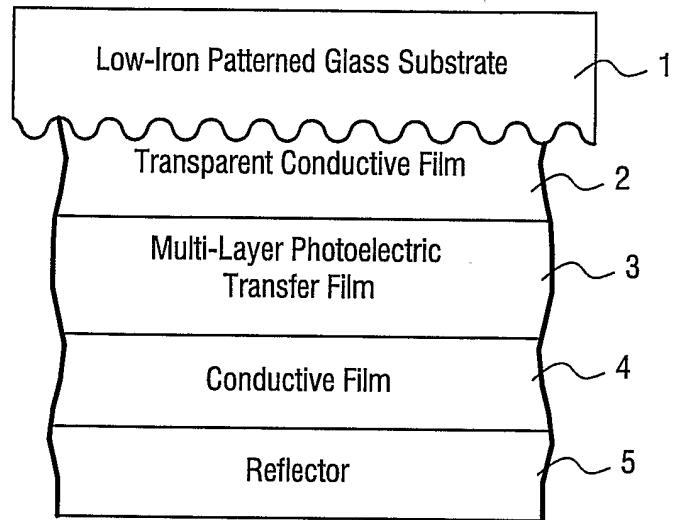 Low-Iron Patterned Glass Substrate
1
Transparent Conductive Film
2
Multi-Layer Photoelectric
Transfer Film
3
Conductive Film
4
Reflector
5